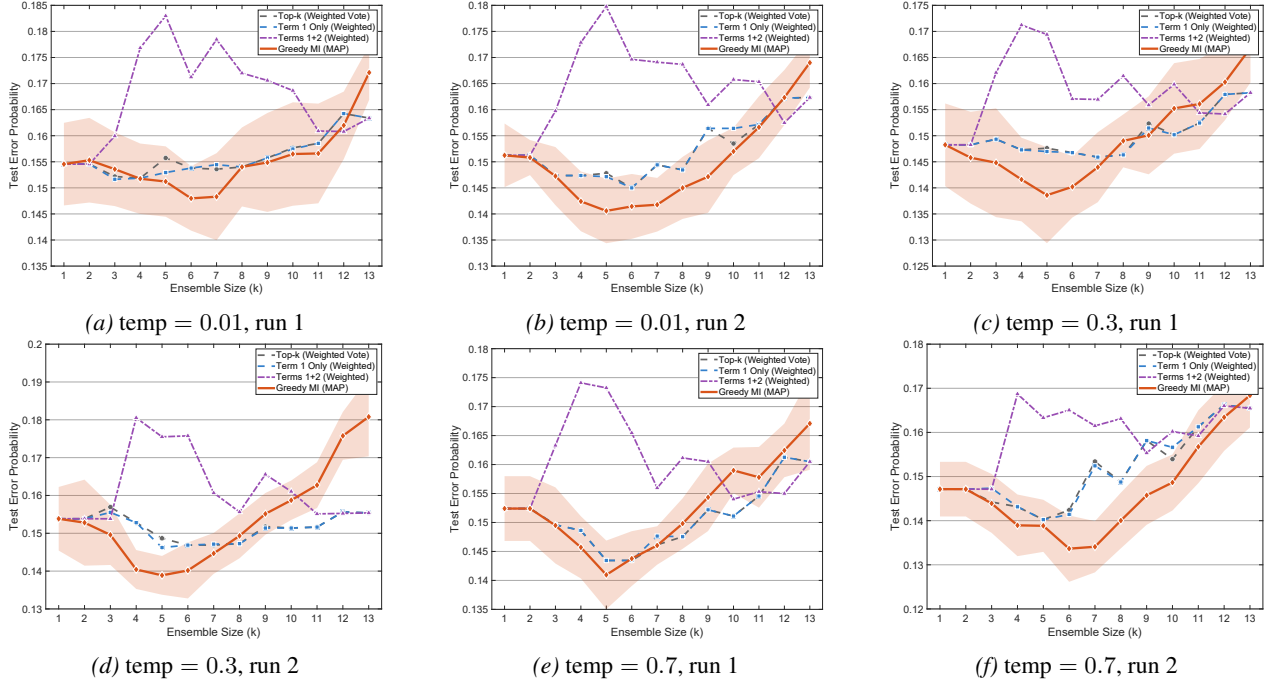 0.185
0.18
0.175
0.17
0.165
0.16
0.155
0.15
0.145
0.14
0.135
Test Error Probability
1 2 3 4 5 6 7 8 9 10 11 12 13
Ensemble Size (k)
Top-k (Weighted Vote)
Term 1 Only (Weighted)
Terms 1+2 (Weighted)
Greedy MI (MAP)
(a) temp = 0.01, run 1
0.18
0.175
0.17
0.165
0.16
0.155
0.15
0.145
0.14
0.135
0.13
Test Error Probability
1 2 3 4 5 6 7 8 9 10 11 12 13
Ensemble Size (k)
Top-k (Weighted Vote)
Term 1 Only (Weighted)
Terms 1+2 (Weighted)
Greedy MI (MAP)
(b) temp = 0.01, run 2
0.175
0.17
0.165
0.16
0.155
0.15
0.145
0.14
0.135
0.13
0.125
Test Error Probability
1 2 3 4 5 6 7 8 9 10 11 12 13
Ensemble Size (k)
Top-k (Weighted Vote)
Term 1 Only (Weighted)
Terms 1+2 (Weighted)
Greedy MI (MAP)
(c) temp = 0.3, run 1
0.2
0.19
0.18
0.17
0.16
0.15
0.14
0.13
Test Error Probability
1 2 3 4 5 6 7 8 9 10 11 12 13
Ensemble Size (k)
Top-k (Weighted Vote)
Term 1 Only (Weighted)
Terms 1+2 (Weighted)
Greedy MI (MAP)
(d) temp = 0.3, run 2
0.18
0.175
0.17
0.165
0.16
0.155
0.15
0.145
0.14
0.135
Test Error Probability
1 2 3 4 5 6 7 8 9 10 11 12 13
Ensemble Size (k)
Top-k (Weighted Vote)
Term 1 Only (Weighted)
Terms 1+2 (Weighted)
Greedy MI (MAP)
(e) temp = 0.7, run 1
0.18
0.17
0.16
0.15
0.14
0.13
0.12
Test Error Probability
1 2 3 4 5 6 7 8 9 10 11 12 13
Ensemble Size (k)
Top-k (Weighted Vote)
Term 1 Only (Weighted)
Terms 1+2 (Weighted)
Greedy MI (MAP)
(f) temp = 0.7, run 2